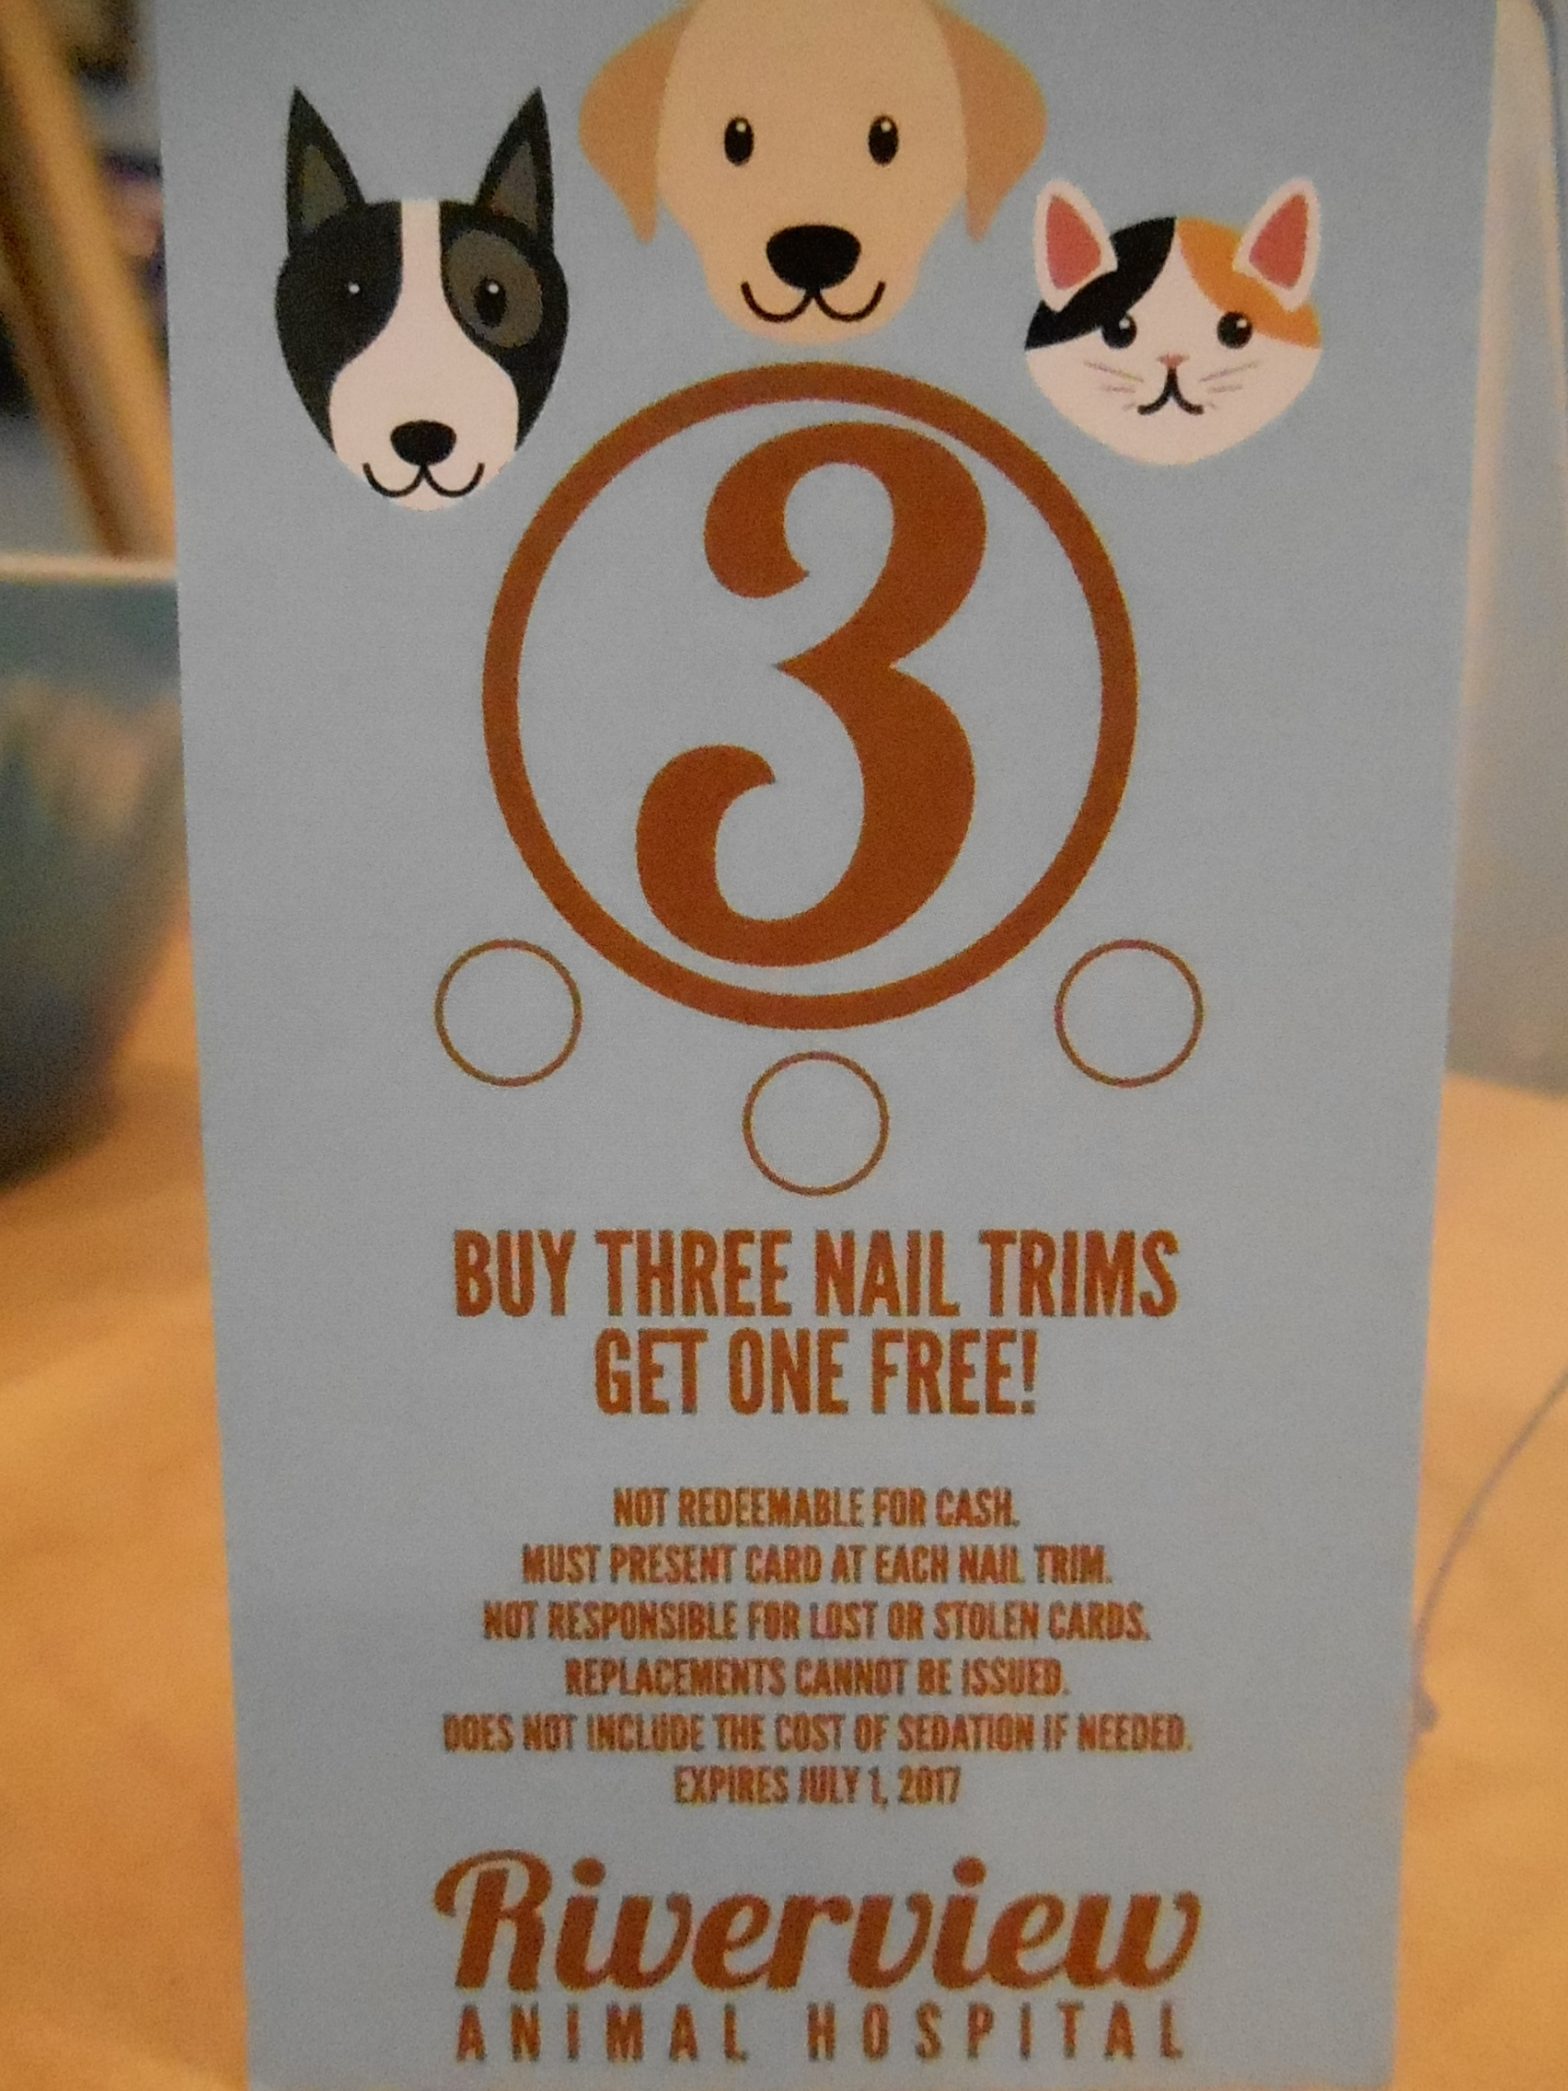 3
BUY THREE NAIL TRIMS
GET ONE FREE!
NOT REDEEMABLE FOR CASH.
MUST PRESENT CARD AT EACH NAIL TRIM.
NOT RESPONSIBLE FOR LOST OR STOLEN CARDS.
REPLACEMENTS CANNOT BE ISSUED.
DOES NOT INCLUDE THE COST OF SEDATION IF NEEDED.
EXPIRES JULY 1, 2017
Riverview
ANIMAL HOSPITAL